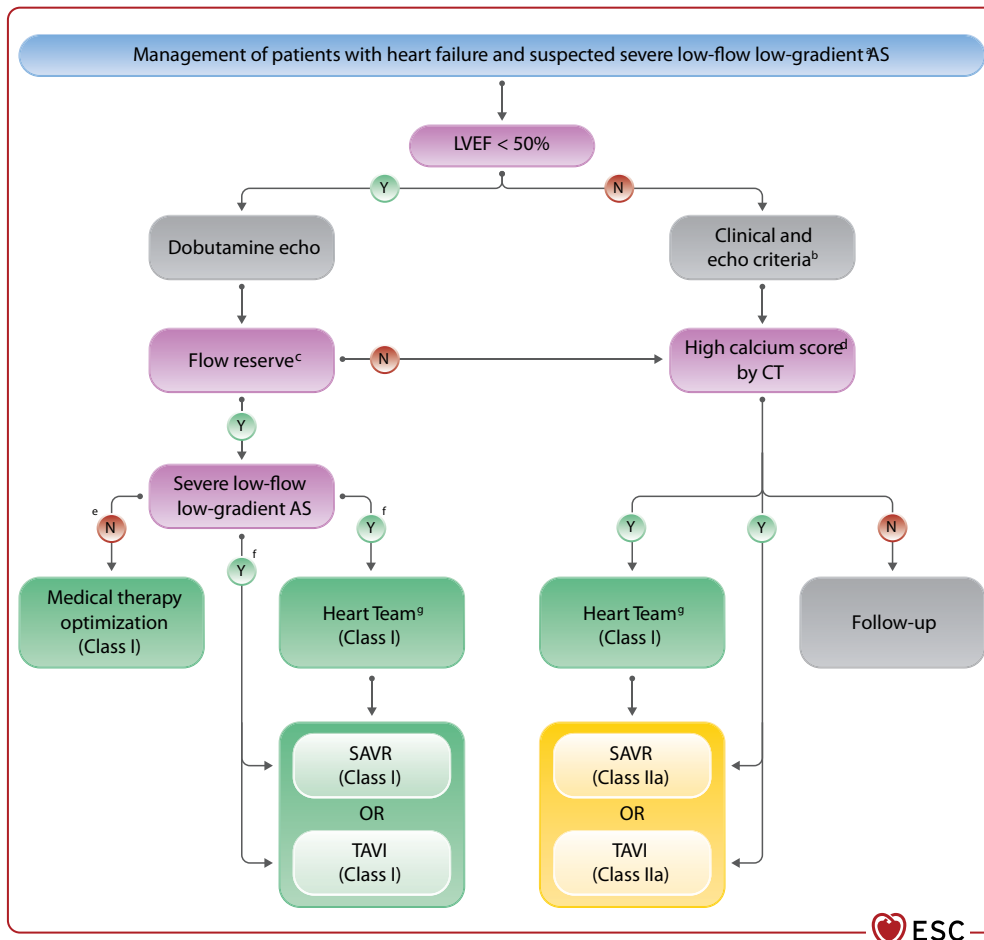 Management of patients with heart failure and suspected severe low-flow low-gradientᵃ AS
LVEF < 50%
Y
N
Dobutamine echo
Clinical and
echo criteriaᵇ
Flow reserveᶜ
N
High calcium scoreᵈ
by CT
Y
Severe low-flow
low-gradient AS
e
N
Y
f
Y
f
Y
Y
N
Medical therapy
optimization
(Class I)
Heart Teamᵍ
(Class I)
Heart Teamᵍ
(Class I)
Follow-up
SAVR
(Class I)
OR
TAVI
(Class I)
SAVR
(Class IIa)
OR
TAVI
(Class IIa)
ESC